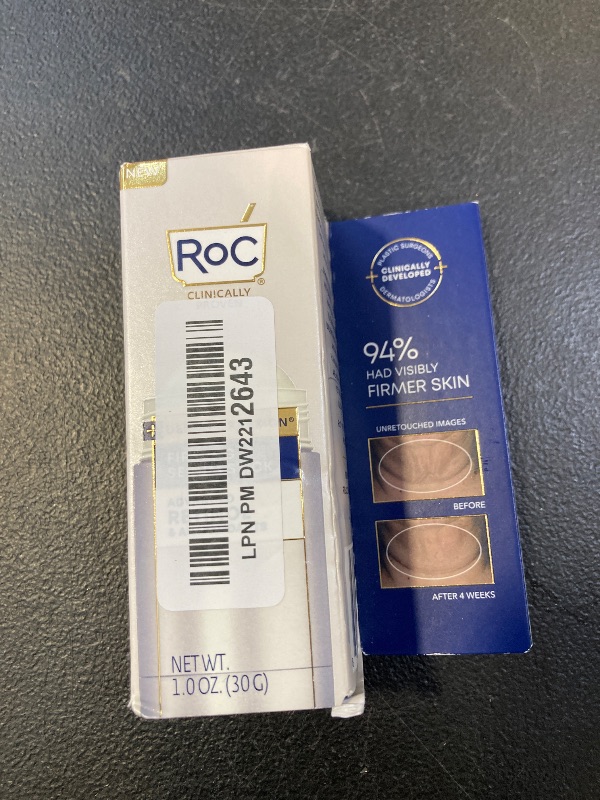 NEW
RoC®
CLINICALLY
LPN PM DW2212643
NET WT.
1.0 OZ. (30 G)
PLASTIC SURGEONS
CLINICALLY
DEVELOPED
DERMATOLOGISTS
94%
HAD VISIBLY
FIRMER SKIN
UNRETOUCHED IMAGES
BEFORE
AFTER 4 WEEKS